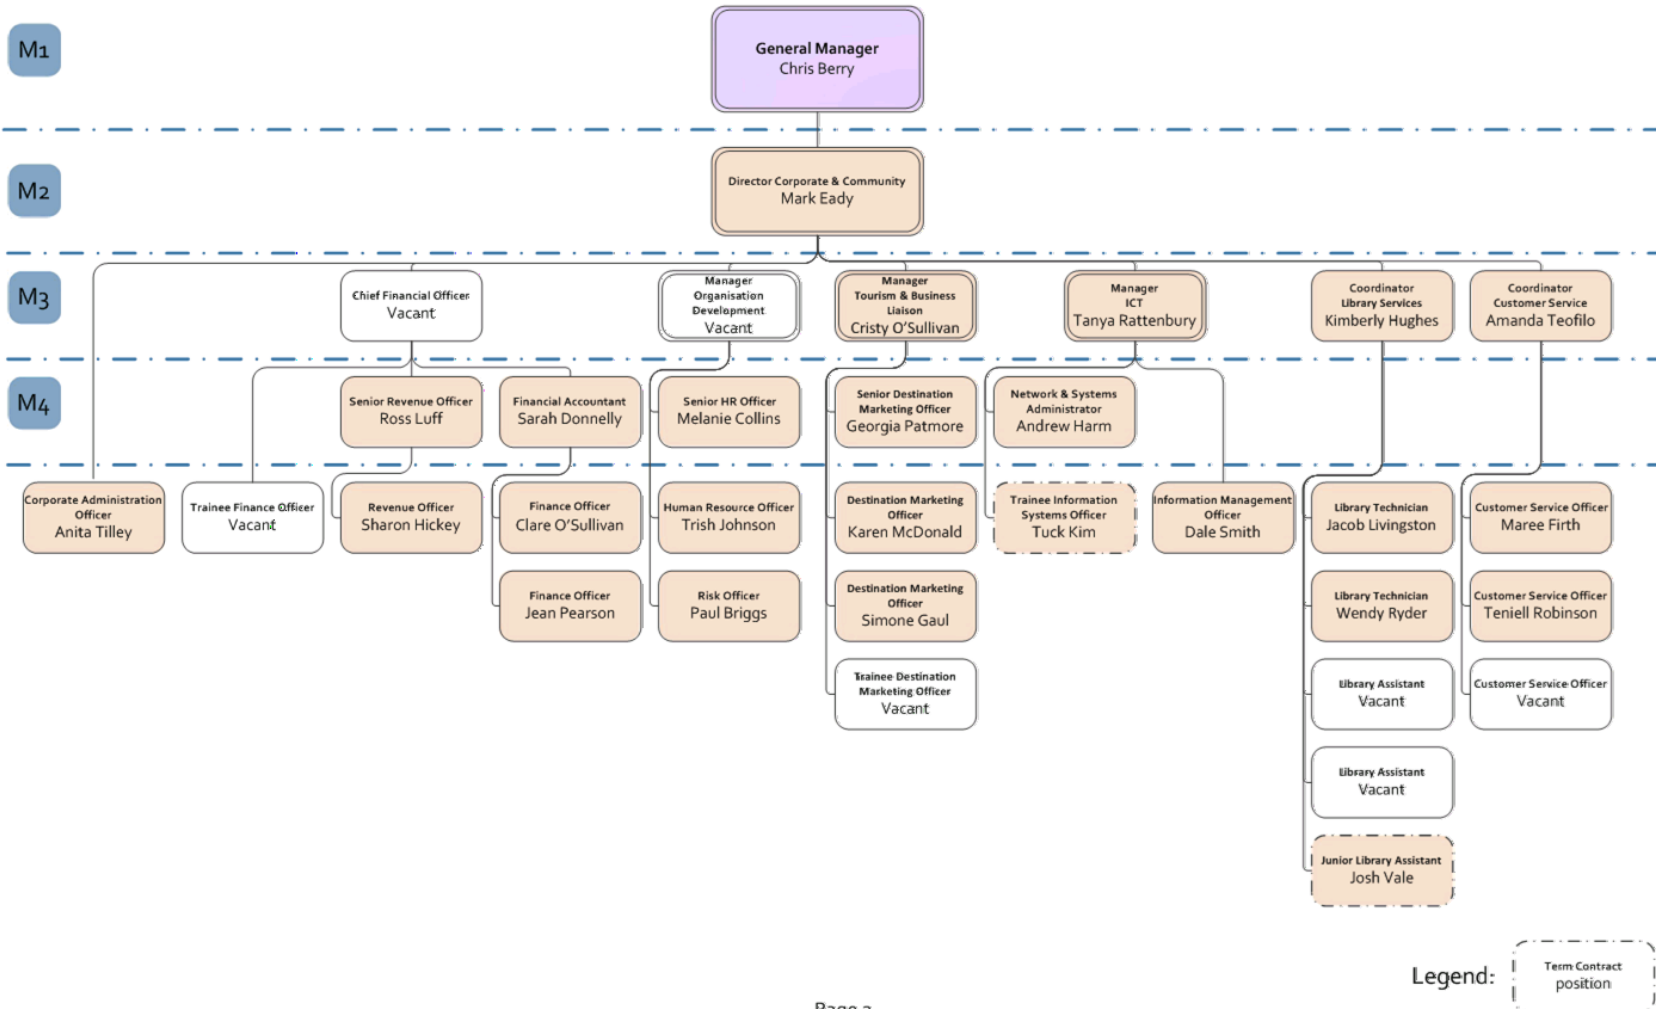 M1
General Manager
Chris Berry
M2
Director Corporate & Community
Mark Eady
M3
Chief Financial Officer
Vacant
Manager
Organisation
Development
Vacant
Manager
Tourism & Business
Liaison
Cristy O'Sullivan
Manager
ICT
Tanya Rattenbury
Coordinator
Library Services
Kimberly Hughes
Coordinator
Customer Service
Amanda Teofilo
M4
Senior Revenue Officer
Ross Luff
Financial Accountant
Sarah Donnelly
Senior HR Officer
Melanie Collins
Senior Destination
Marketing Officer
Georgia Patmore
Network & Systems
Administrator
Andrew Harm
Corporate Administration
Officer
Anita Tilley
Trainee Finance Officer
Vacant
Revenue Officer
Sharon Hickey
Finance Officer
Clare O'Sullivan
Human Resource Officer
Trish Johnson
Destination Marketing
Officer
Karen McDonald
Trainee Information
Systems Officer
Tuck Kim
Information Management
Officer
Dale Smith
Library Technician
Jacob Livingston
Customer Service Officer
Maree Firth
Finance Officer
Jean Pearson
Risk Officer
Paul Briggs
Destination Marketing
Officer
Simone Gaul
Library Technician
Wendy Ryder
Customer Service Officer
Teniell Robinson
Trainee Destination
Marketing Officer
Vacant
Library Assistant
Vacant
Customer Service Officer
Vacant
Library Assistant
Vacant
Junior Library Assistant
Josh Vale
Legend:
Term Contract
position
Page